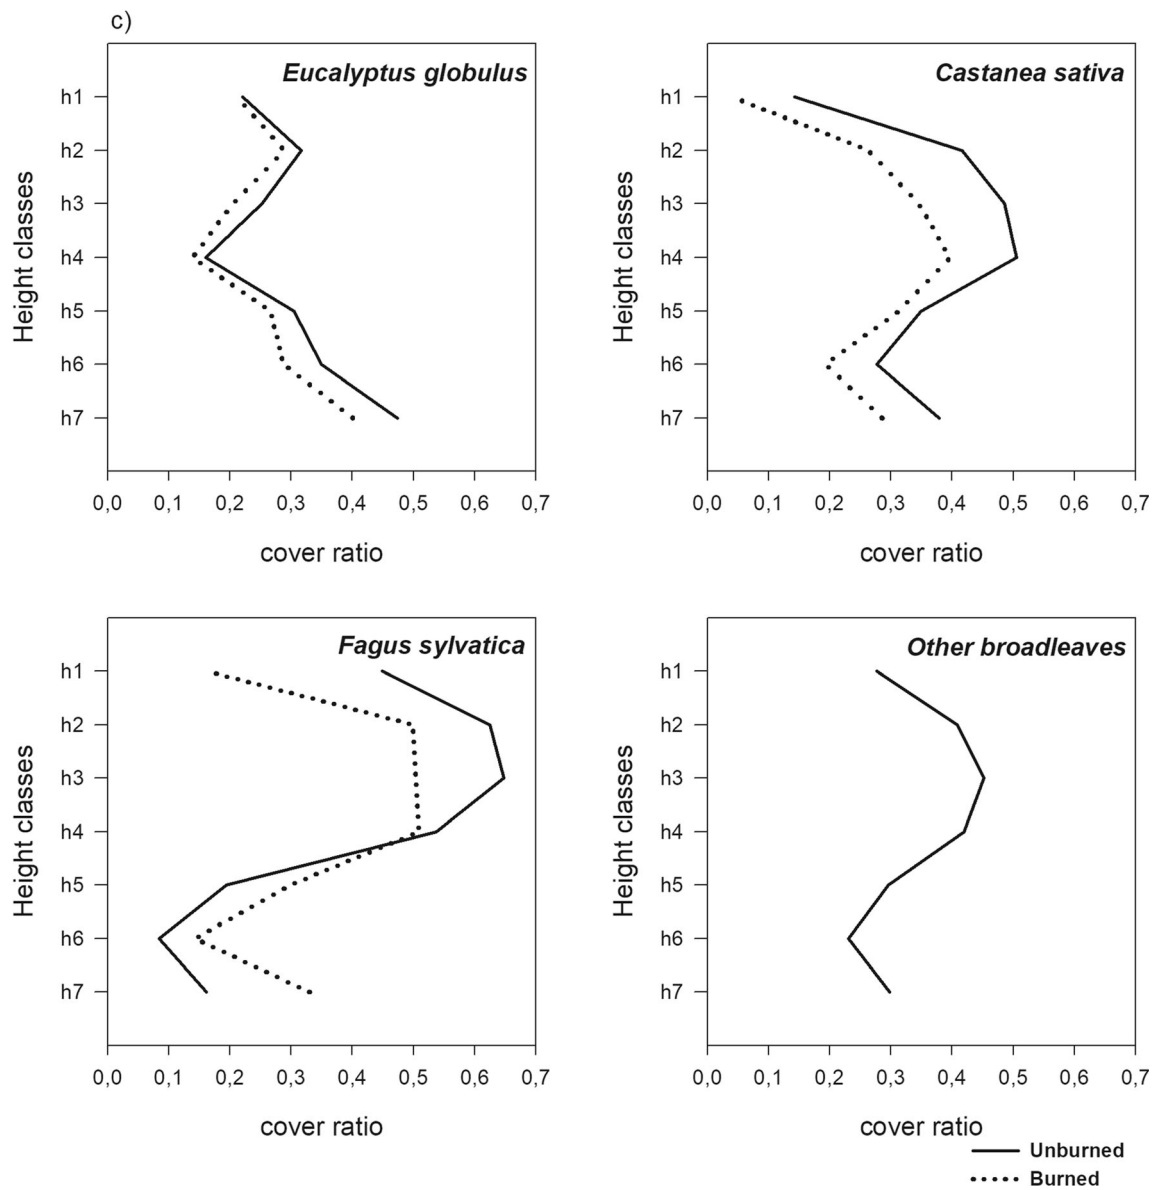 c)
Eucalyptus globulus
Height classes
h1
h2
h3
h4
h5
h6
h7
0,0 0,1 0,2 0,3 0,4 0,5 0,6 0,7
cover ratio
Castanea sativa
Height classes
h1
h2
h3
h4
h5
h6
h7
0,0 0,1 0,2 0,3 0,4 0,5 0,6 0,7
cover ratio
Fagus sylvatica
Height classes
h1
h2
h3
h4
h5
h6
h7
0,0 0,1 0,2 0,3 0,4 0,5 0,6 0,7
cover ratio
Other broadleaves
Height classes
h1
h2
h3
h4
h5
h6
h7
0,0 0,1 0,2 0,3 0,4 0,5 0,6 0,7
cover ratio
Unburned
Burned